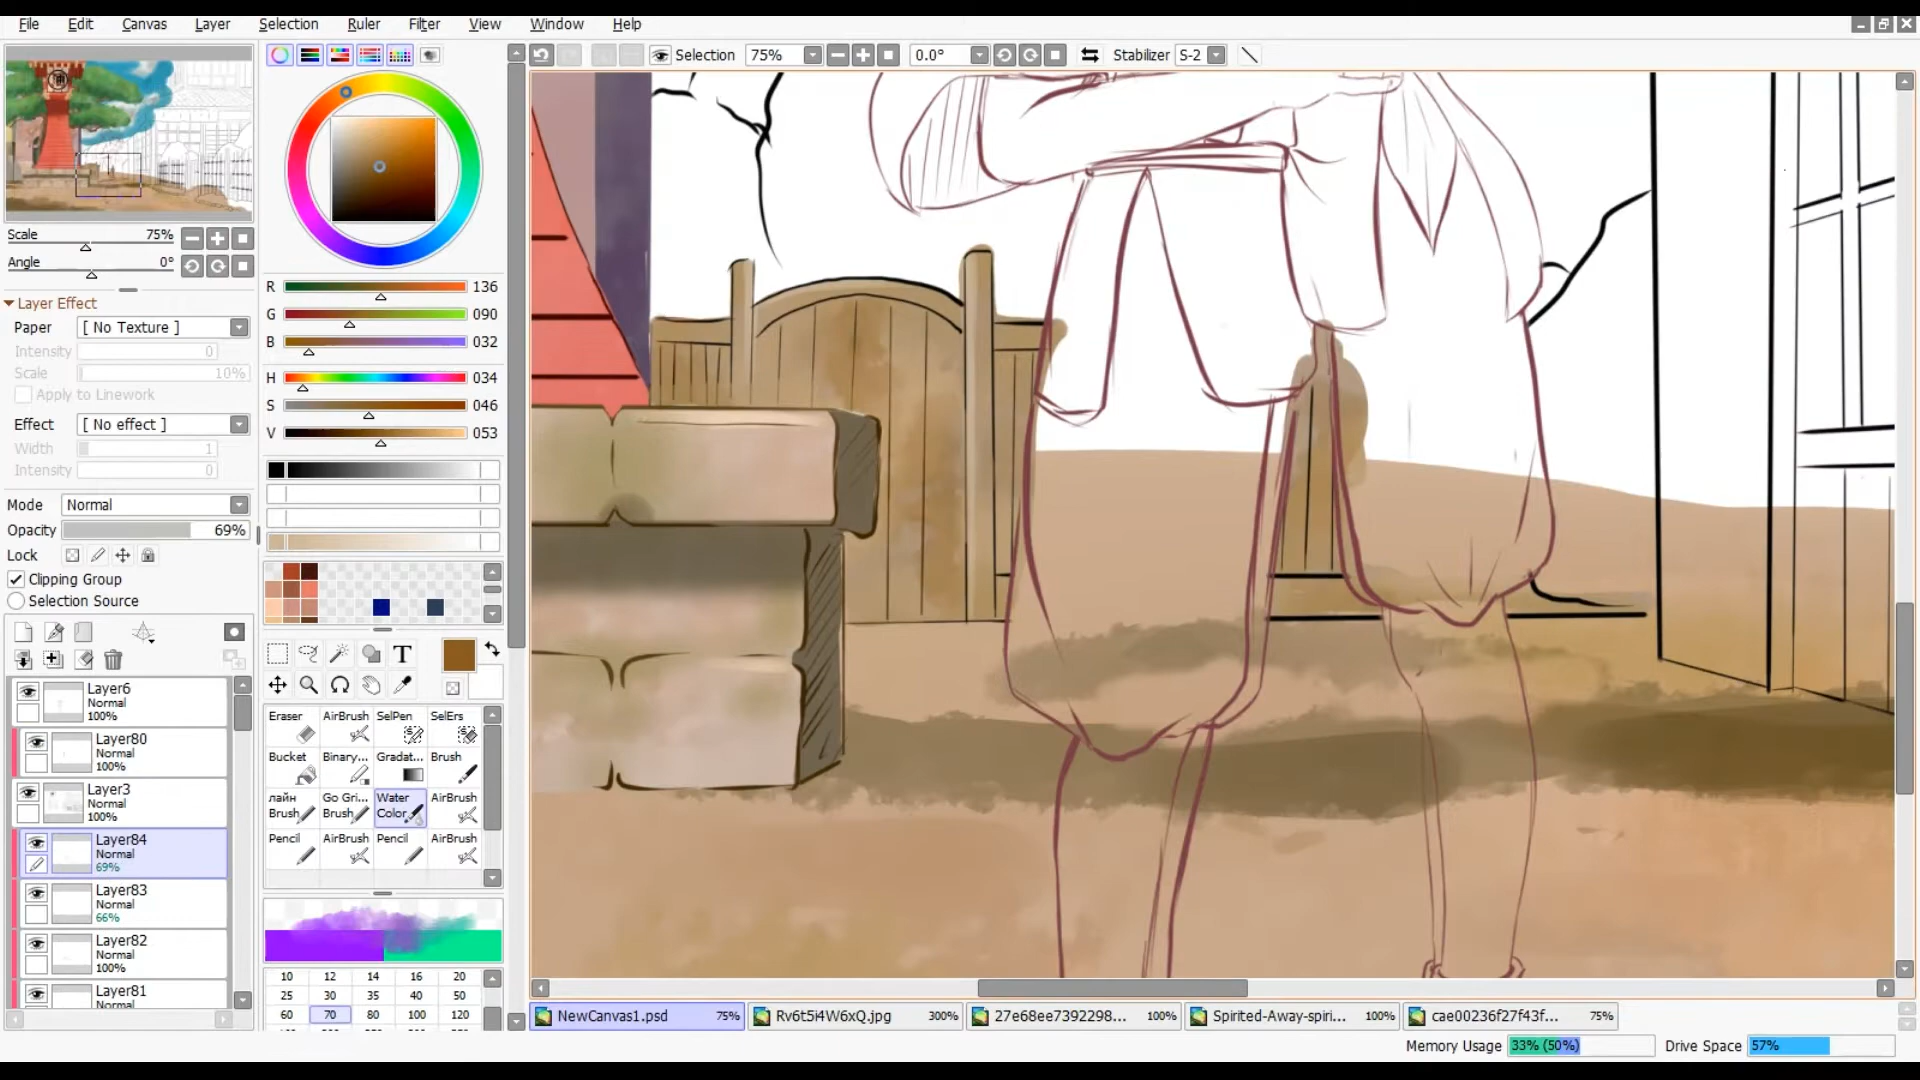 File Edit Canvas Layer Selection Ruler Filter View Window Help
Selection 75% 0.0° Stabilizer S-2
Scale 75%
Angle 0°
Layer Effect
Paper [ No Texture ]
Intensity 0
Scale 10%
Apply to Linework
Effect [ No effect ]
Width 1
Intensity 0
Mode Normal
Opacity 69%
Lock
Clipping Group
Selection Source
Layer6
100%
Layer80
Normal
100%
Layer3
Normal
100%
Layer84
Normal
69%
Layer83
Normal
66%
Layer82
Normal
100%
Layer81
Normal
R 136
G 090
B 032
H 034
S 046
V 053
T
Eraser AirBrush SelPen SelErs
Bucket Binary... Gradat... Brush
лайн Brush Go Gri... Brush Water Color AirBrush
Pencil AirBrush Pencil AirBrush
10 12 14 16 20
25 30 35 40 50
60 70 80 100 120
NewCanvas1.psd 75% Rv6t5i4W6xQ.jpg 300% 27e68ee7392298... 100% Spirited-Away-spiri... 100% cae00236f27f43f... 75%
Memory Usage 33% (50%) Drive Space 57%